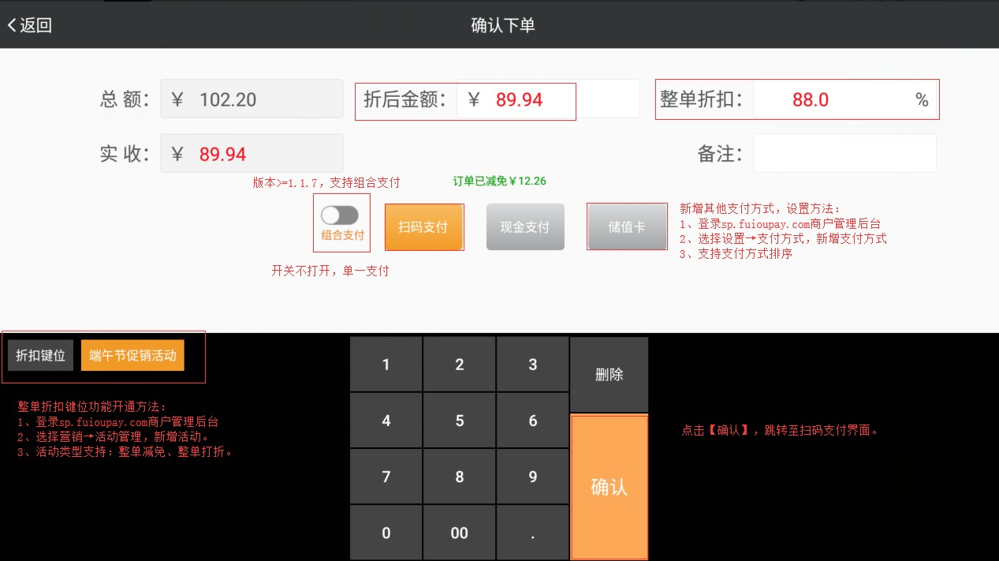 返回
确认下单
总 额： ￥ 102.20
折后金额： ￥ 89.94
整单折扣： 88.0 %
实 收： ￥ 89.94
备注：
版本>=1.1.7，支持组合支付
订单已减免￥12.26
组合支付
扫码支付
现金支付
储值卡
新增其他支付方式，设置方法：
1、登录sp.fuioupay.com商户管理后台
2、选择设置→支付方式，新增支付方式
3、支持支付方式排序
开关不打开，单一支付
折扣键位
端午节促销活动
整单折扣键位功能开通方法：
1、登录sp.fuioupay.com商户管理后台
2、选择营销→活动管理，新增活动。
3、活动类型支持：整单减免、整单打折。
1 2 3 删除
4 5 6
7 8 9 确认
0 00 .
点击【确认】，跳转至扫码支付界面。